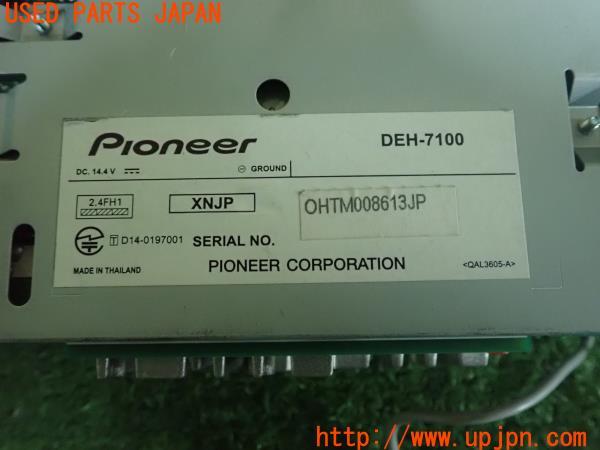 USED PARTS JAPAN
Pioneer
DEH-7100
DC. 14.4 V
GROUND
2.4FH1
XNJP
OHTM008613JP
T D14-0197001
SERIAL NO.
MADE IN THAILAND
PIONEER CORPORATION
<QAL3605-A>
http://www.upjpn.com/